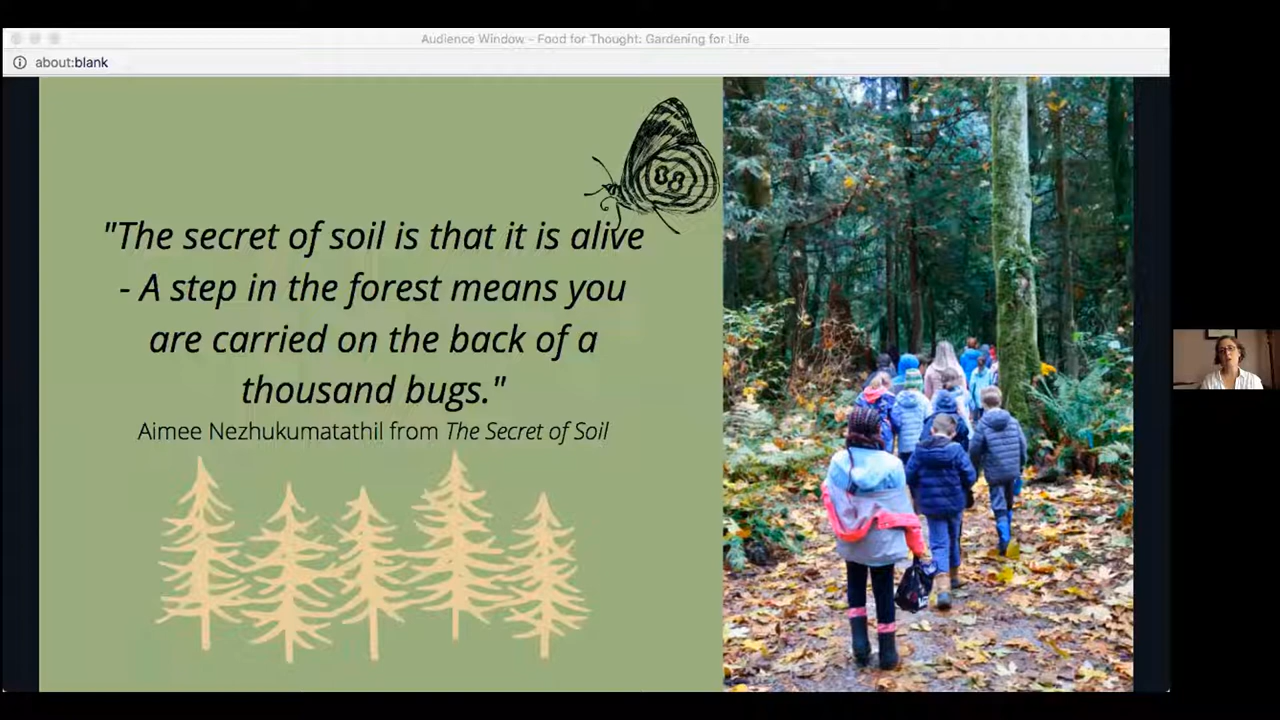 Audience Window - Food for Thought: Gardening for Life
about:blank
"The secret of soil is that it is alive
- A step in the forest means you
are carried on the back of a
thousand bugs."
Aimee Nezhukumatathil from The Secret of Soil